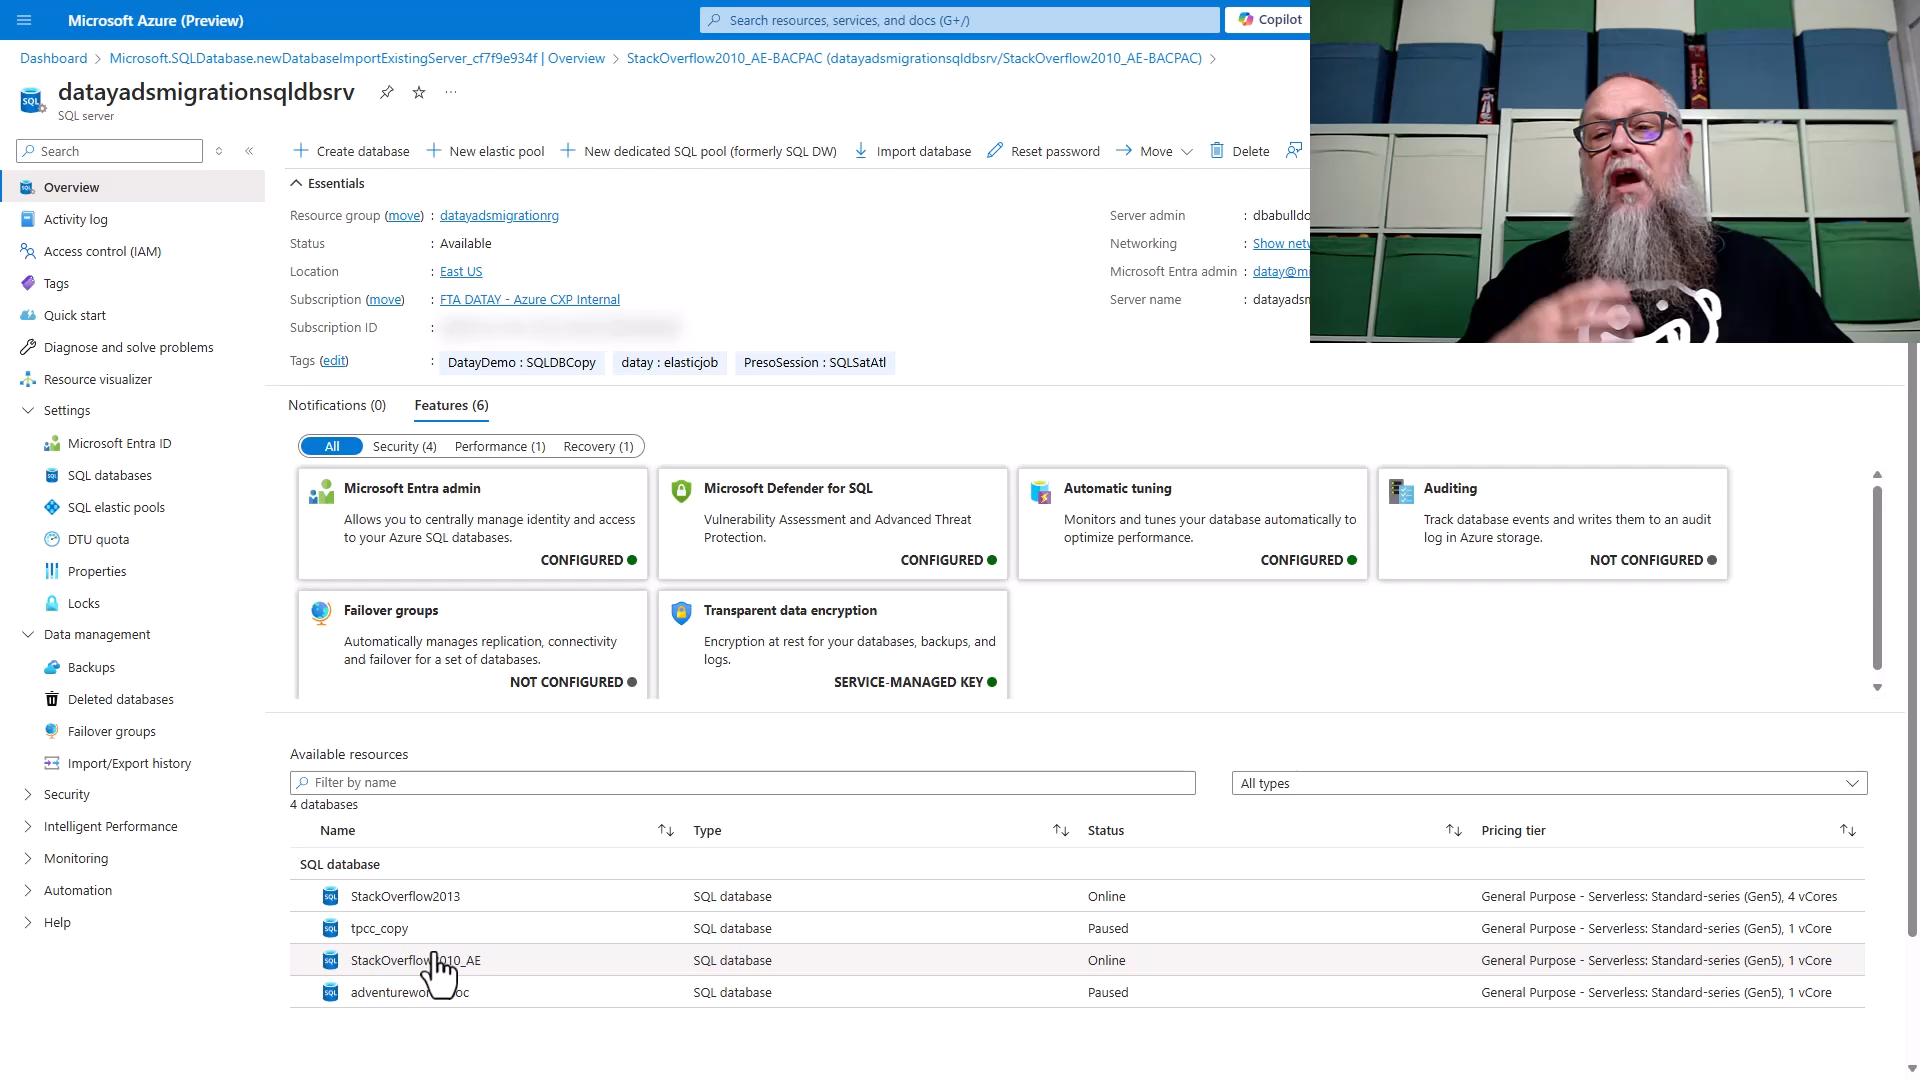 Microsoft Azure (Preview)
Search resources, services, and docs (G+/)
Copilot
Dashboard > Microsoft.SQLDatabase.newDatabaseImportExistingServer_cf7f9e934f | Overview > StackOverflow2010_AE-BACPAC (datayadsmigrationsqldbsrv/StackOverflow2010_AE-BACPAC) >
SQL
datayadsmigrationsqldbsrv
SQL server
Search
Create database
New elastic pool
New dedicated SQL pool (formerly SQL DW)
Import database
Reset password
Move
Delete
Overview
Activity log
Access control (IAM)
Tags
Quick start
Diagnose and solve problems
Resource visualizer
Settings
Microsoft Entra ID
SQL databases
SQL elastic pools
DTU quota
Properties
Locks
Data management
Backups
Deleted databases
Failover groups
Import/Export history
Security
Intelligent Performance
Monitoring
Automation
Help
Essentials
Resource group (move) : datayadsmigrationrg
Status : Available
Location : East US
Subscription (move) : FTA DATAY - Azure CXP Internal
Subscription ID :
Tags (edit) : DatayDemo : SQLDBCopy datay : elasticjob PresoSession : SQLSatAtl
Server admin : dbabulldo
Networking : Show netw
Microsoft Entra admin : datay@mi
Server name : datayadsm
Notifications (0) Features (6)
All Security (4) Performance (1) Recovery (1)
Microsoft Entra admin
Allows you to centrally manage identity and access
to your Azure SQL databases.
CONFIGURED
Microsoft Defender for SQL
Vulnerability Assessment and Advanced Threat
Protection.
CONFIGURED
Automatic tuning
Monitors and tunes your database automatically to
optimize performance.
CONFIGURED
Auditing
Track database events and writes them to an audit
log in Azure storage.
NOT CONFIGURED
Failover groups
Automatically manages replication, connectivity
and failover for a set of databases.
NOT CONFIGURED
Transparent data encryption
Encryption at rest for your databases, backups, and
logs.
SERVICE-MANAGED KEY
Available resources
Filter by name
All types
4 databases
Name Type Status Pricing tier
SQL database
StackOverflow2013 SQL database Online General Purpose - Serverless: Standard-series (Gen5), 4 vCores
tpcc_copy SQL database Paused General Purpose - Serverless: Standard-series (Gen5), 1 vCore
StackOverflow2010_AE SQL database Online General Purpose - Serverless: Standard-series (Gen5), 1 vCore
SQL database Paused General Purpose - Serverless: Standard-series (Gen5), 1 vCore